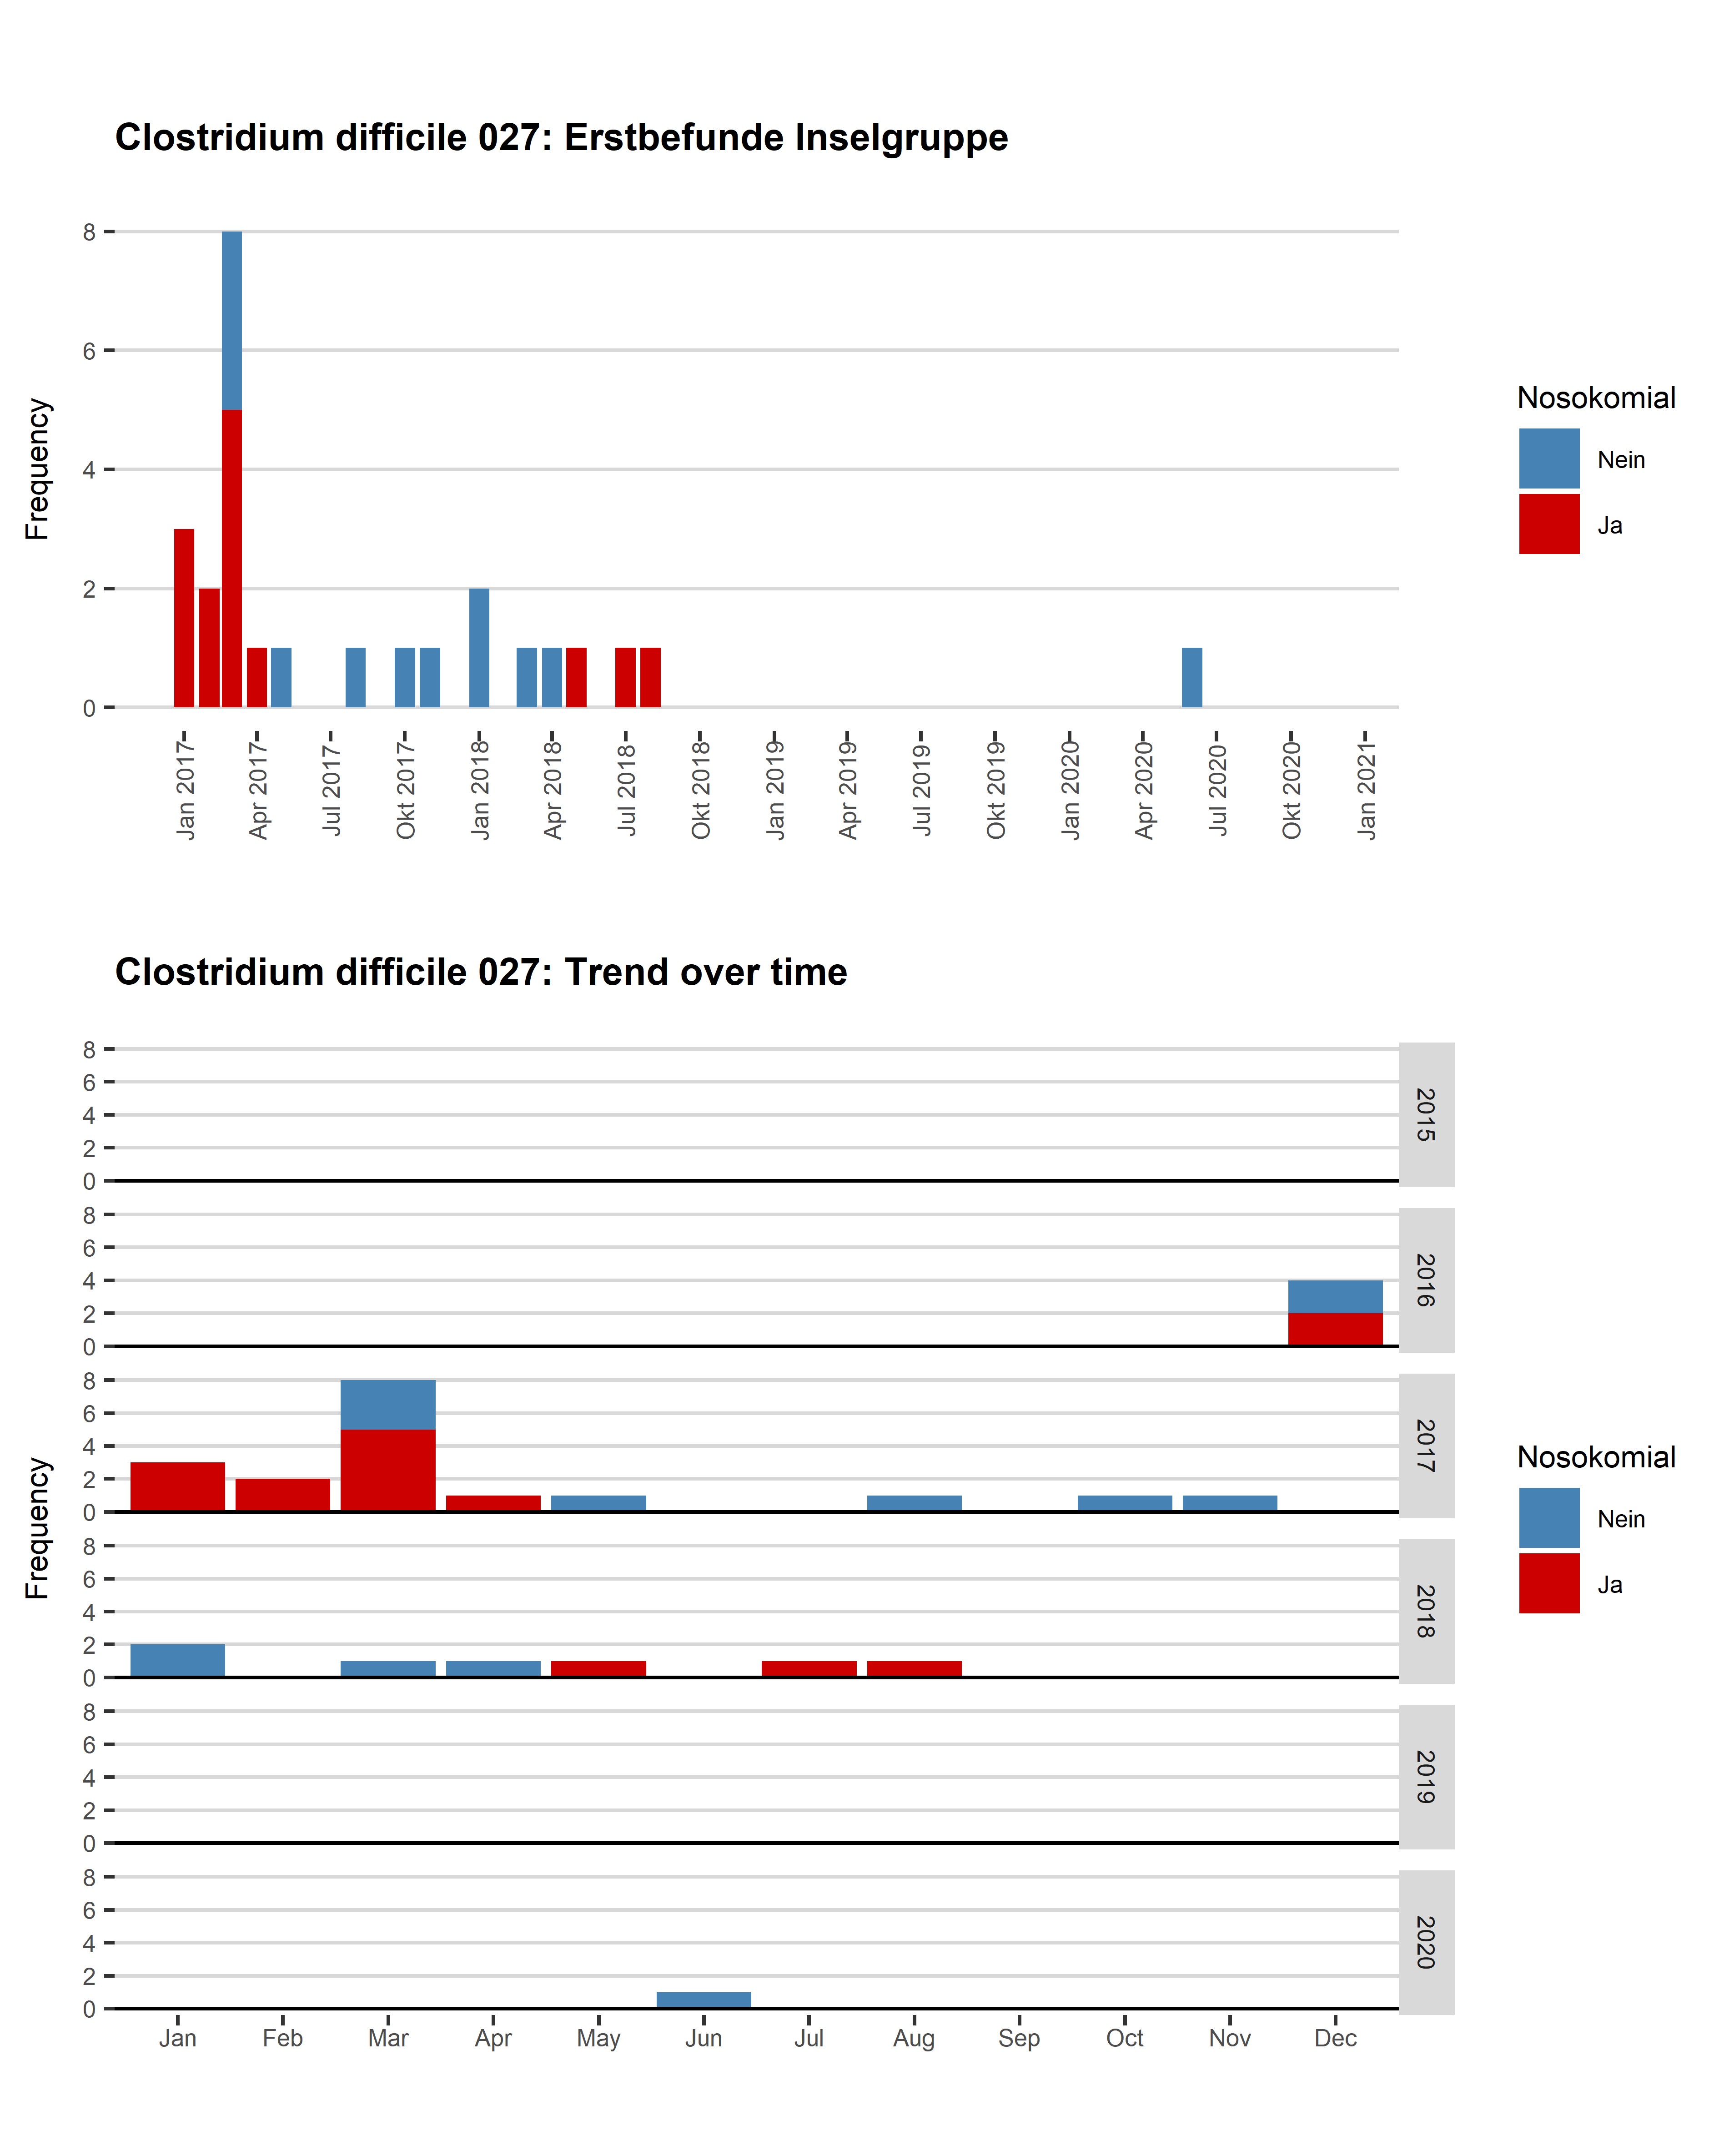 Clostridium difficile 027: Erstbefunde Inselgruppe
8
6
4
2
0
Frequency
Jan 2017
Apr 2017
Jul 2017
Okt 2017
Jan 2018
Apr 2018
Jul 2018
Okt 2018
Jan 2019
Apr 2019
Jul 2019
Okt 2019
Jan 2020
Apr 2020
Jul 2020
Okt 2020
Jan 2021
Nosokomial
Nein
Ja
Clostridium difficile 027: Trend over time
Frequency
8
6
4
2
0
2015
8
6
4
2
0
2016
8
6
4
2
0
2017
8
6
4
2
0
2018
8
6
4
2
0
2019
8
6
4
2
0
2020
Jan Feb Mar Apr May Jun Jul Aug Sep Oct Nov Dec
Nosokomial
Nein
Ja